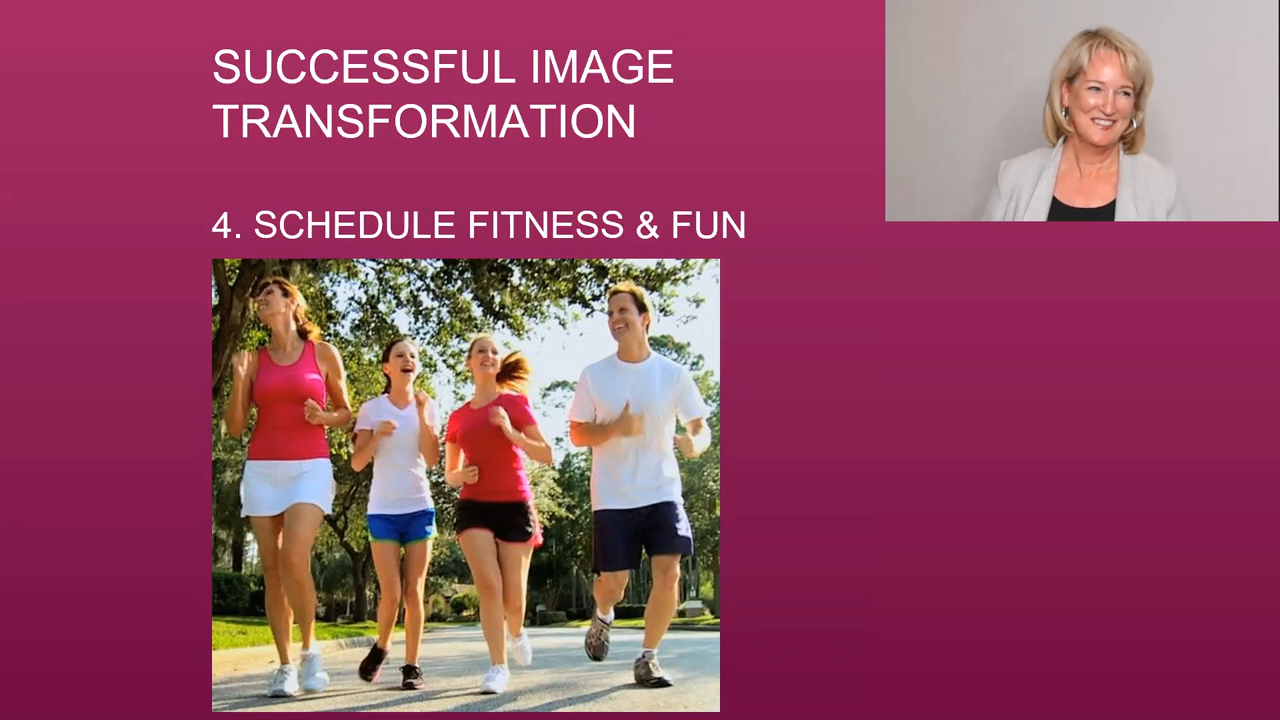 SUCCESSFUL IMAGE
TRANSFORMATION
4. SCHEDULE FITNESS & FUN